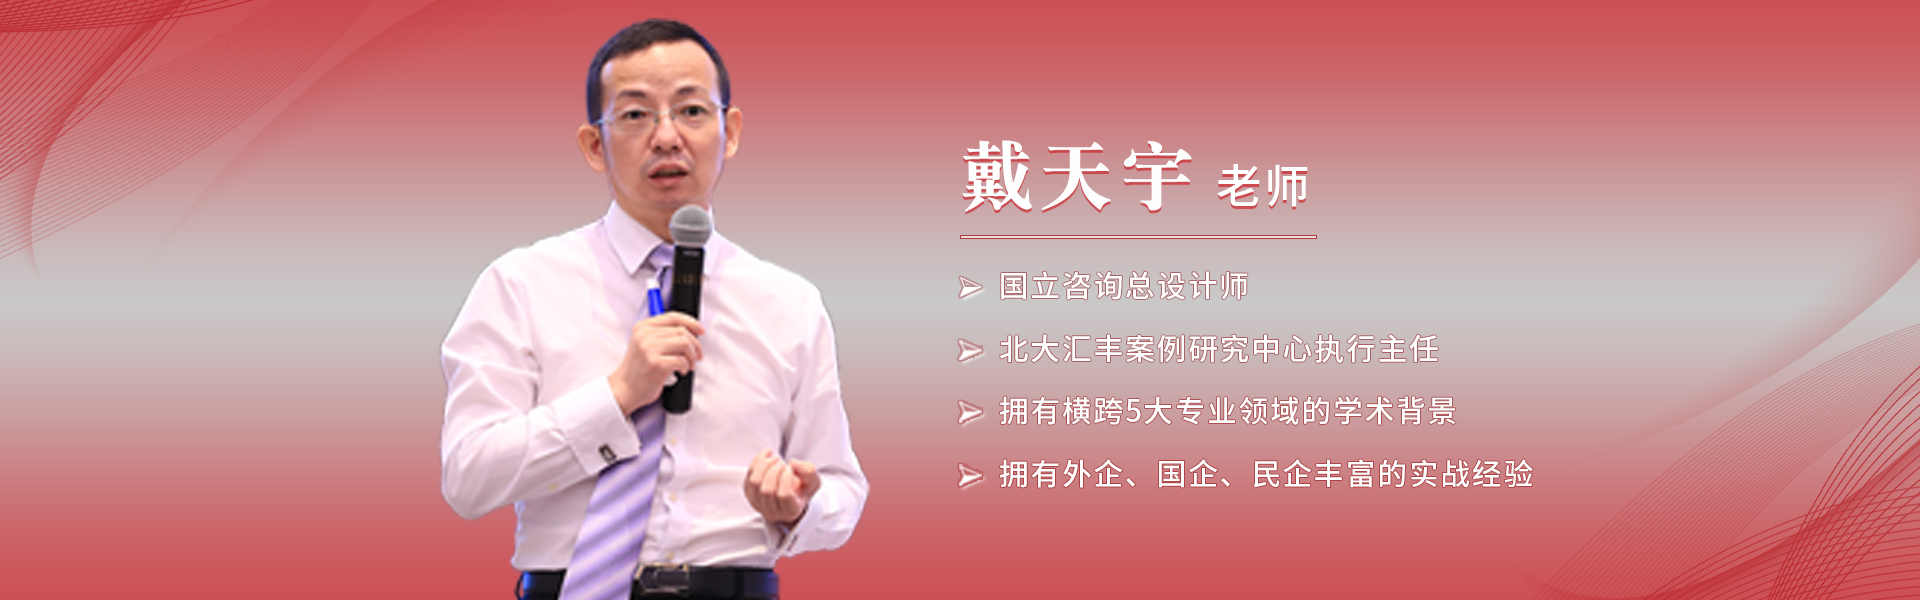 戴天宇 老师
国立咨询总设计师
北大汇丰案例研究中心执行主任
拥有横跨5大专业领域的学术背景
拥有外企、国企、民企丰富的实战经验